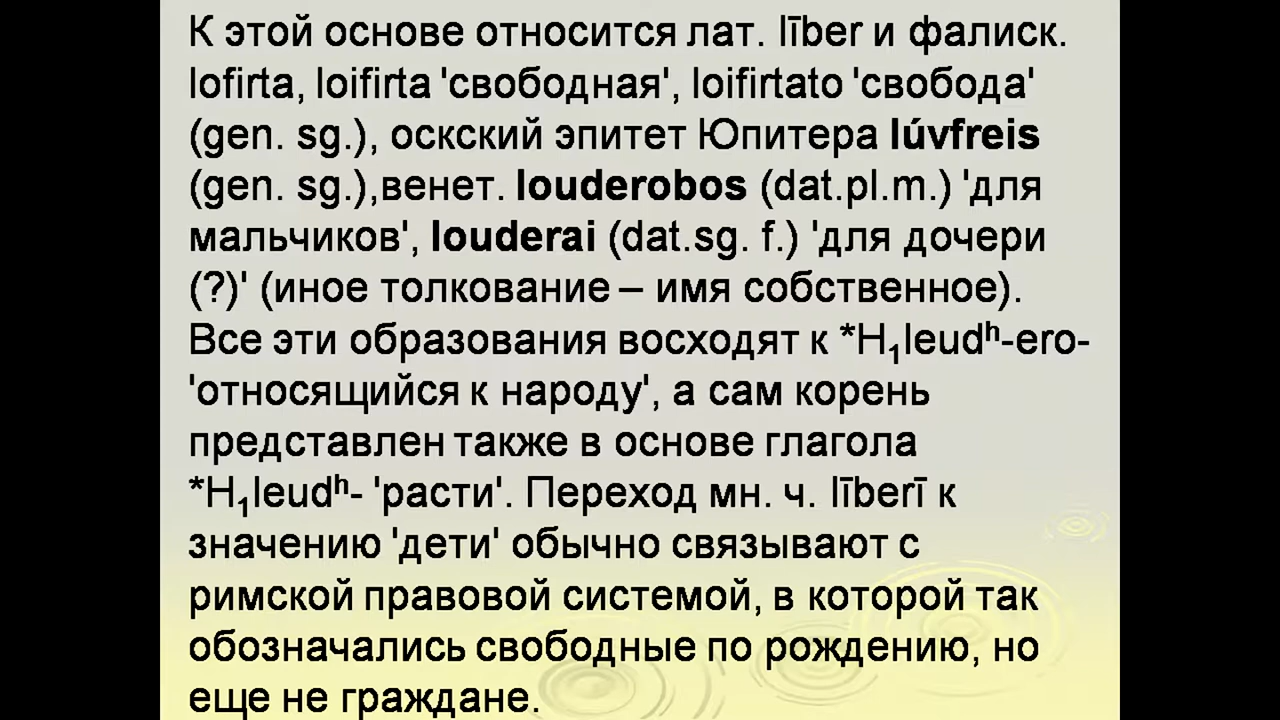 К этой основе относится лат. līber и фалиск.
lofirta, loifirta 'свободная', loifirtato 'свобода'
(gen. sg.), оскский эпитет Юпитера lúvfreis
(gen. sg.),венет. louderobos (dat.pl.m.) 'для
мальчиков', louderai (dat.sg. f.) 'для дочери
(?)' (иное толкование – имя собственное).
Все эти образования восходят к *H₁leudʰ-ero-
'относящийся к народу', а сам корень
представлен также в основе глагола
*H₁leudʰ- 'расти'. Переход мн. ч. līberī к
значению 'дети' обычно связывают с
римской правовой системой, в которой так
обозначались свободные по рождению, но
еще не граждане.